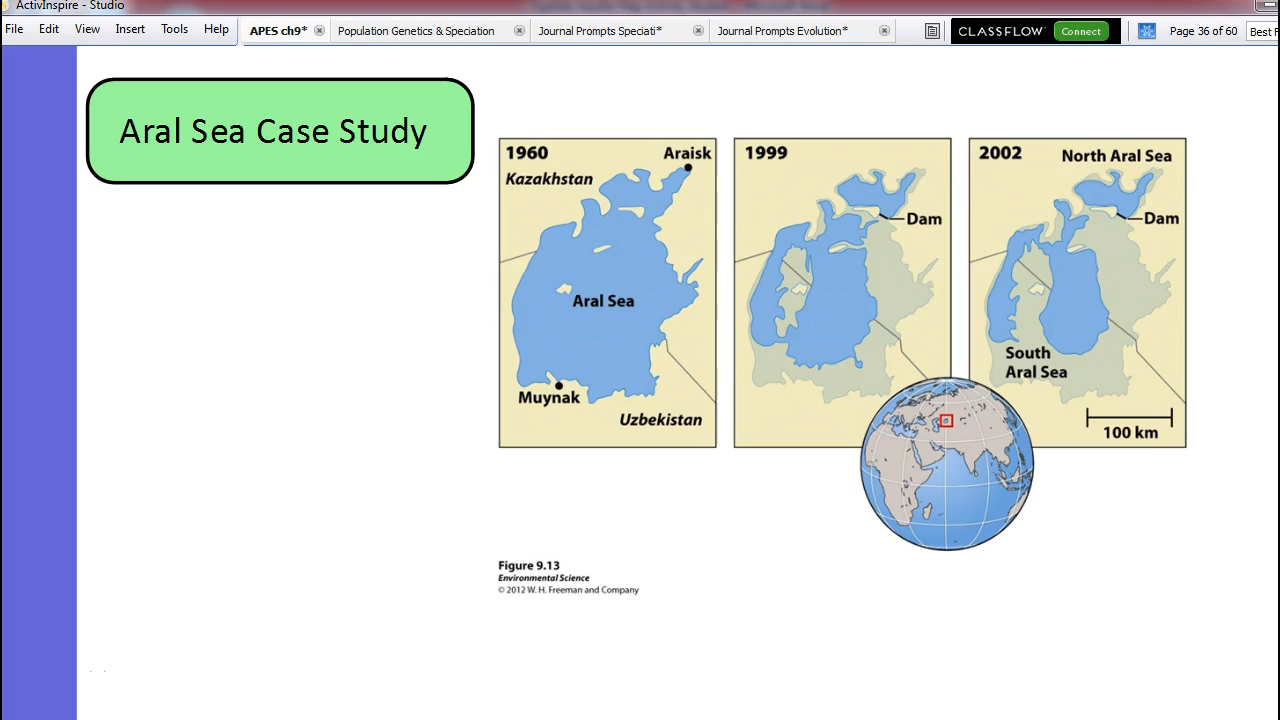 ActivInspire - Studio
File Edit View Insert Tools Help
APES ch9* Population Genetics & Speciation Journal Prompts Speciati* Journal Prompts Evolution* CLASSFLOW Connect Page 36 of 60 Best F
Aral Sea Case Study
1960
Araisk
Kazakhstan
Aral Sea
Muynak
Uzbekistan
1999
Dam
2002
North Aral Sea
Dam
South
Aral Sea
100 km
Figure 9.13
Environmental Science
© 2012 W. H. Freeman and Company